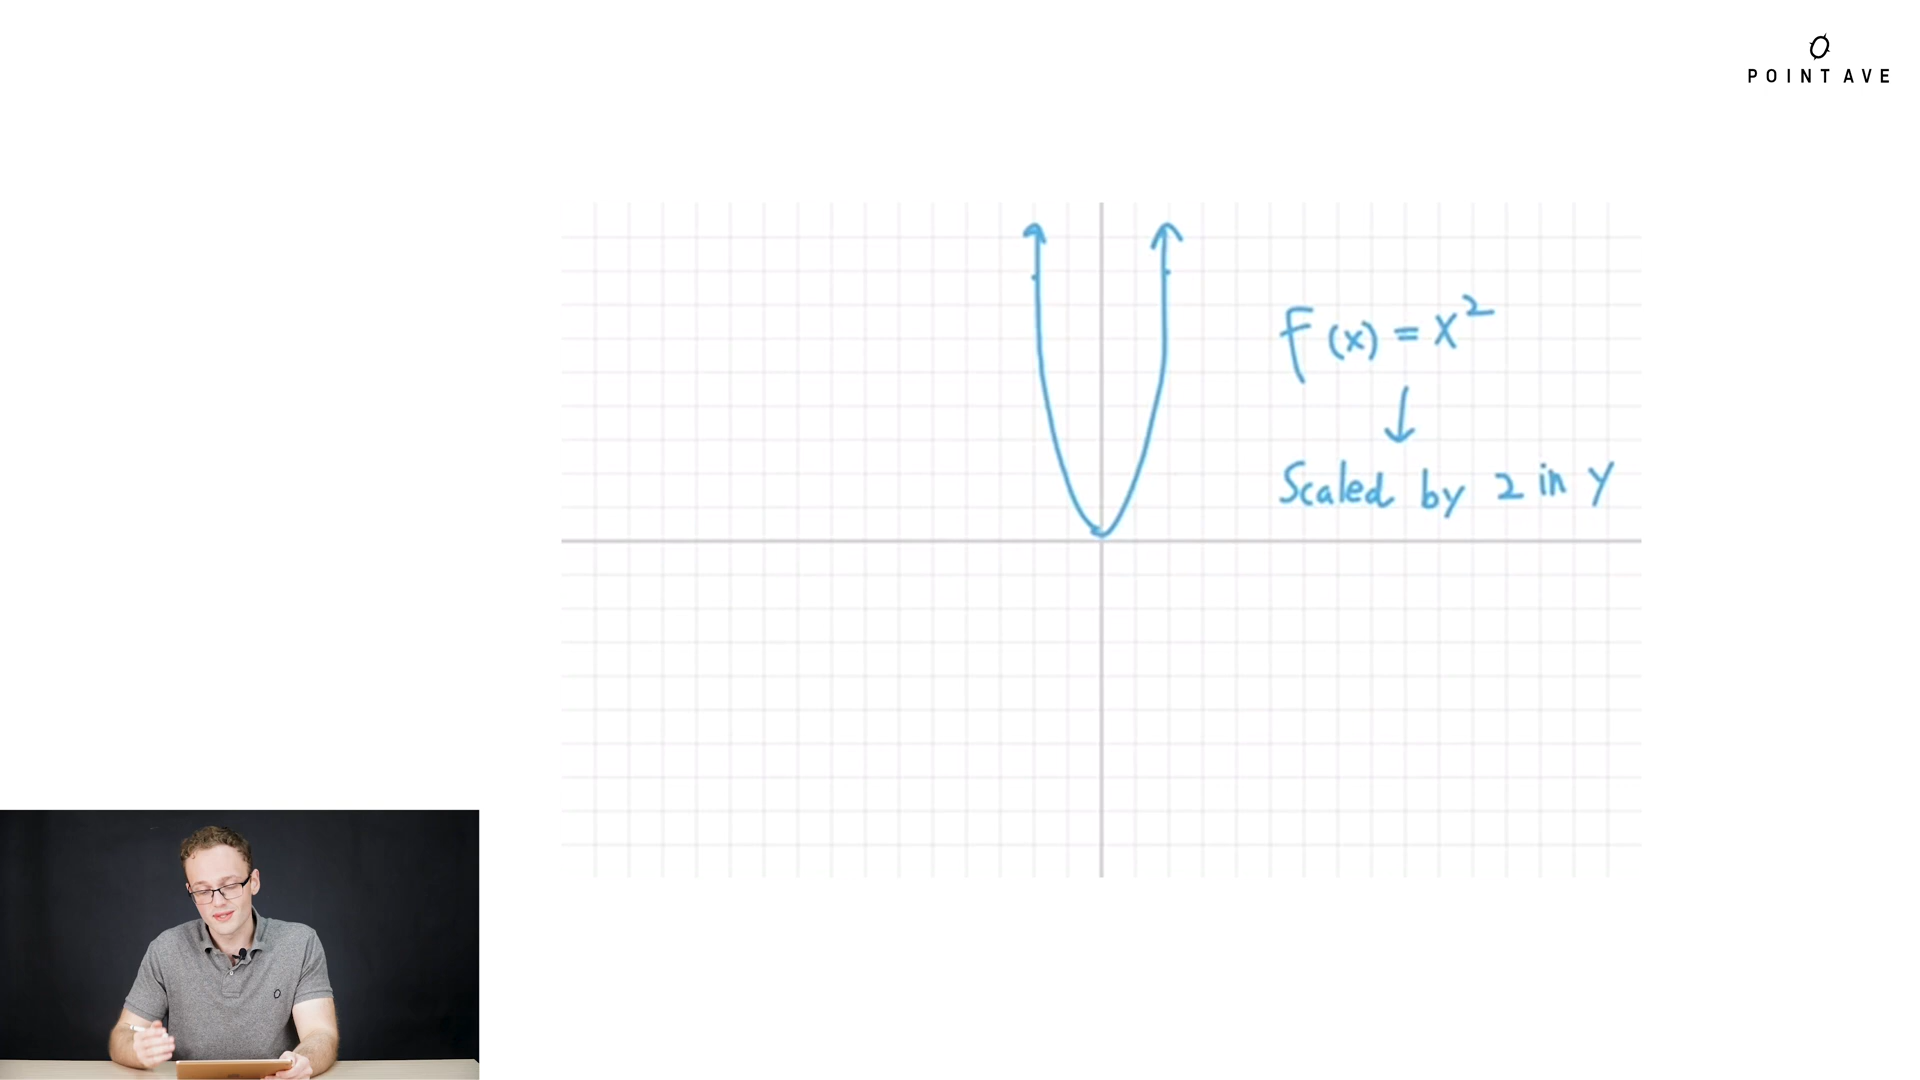 POINT AVE
F(x) = x²
↓
Scaled by 2 in y